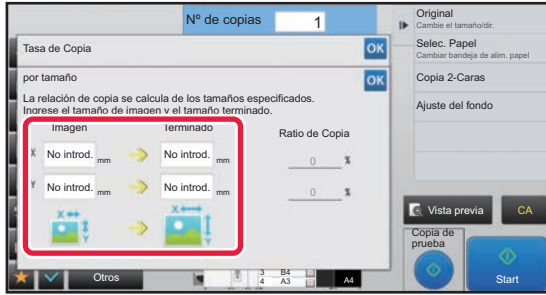 Nº de copias 1
Tasa de Copia OK
por tamaño OK
La relación de copia se calcula de los tamaños especificados.
Ingrese el tamaño de imagen y el tamaño terminado.
Imagen Terminado Ratio de Copia
X No introd. mm No introd. mm 0 %
Y No introd. mm No introd. mm 0 %
X Y X Y
Otros
3 B4
4 A3
A4
Original
Cambie el tamaño/dir.
Selec. Papel
Cambiar bandeja de alim. papel
Copia 2-Caras
Ajuste del fondo
Vista previa CA
Copia de
prueba
Start